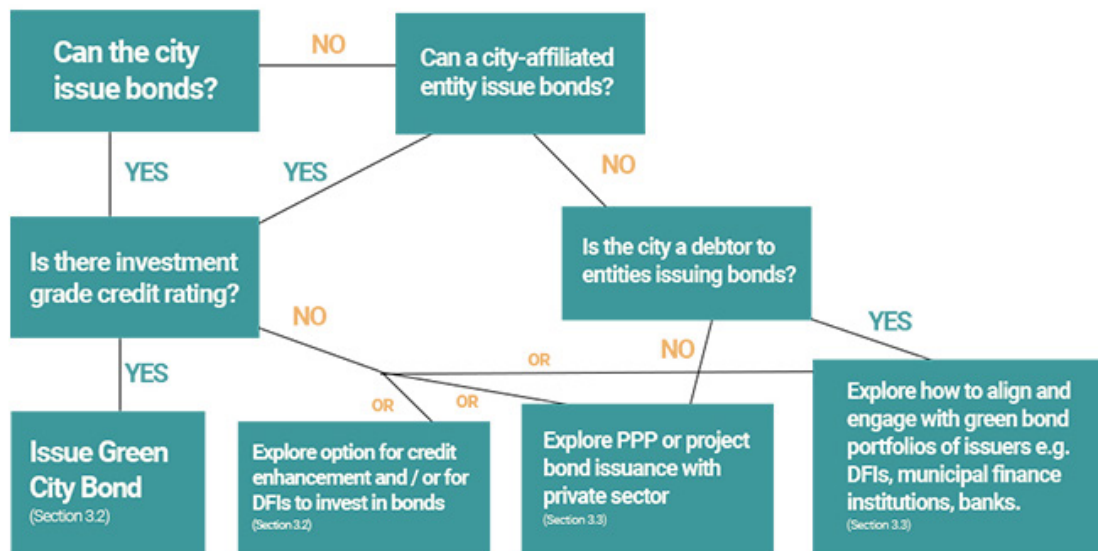 Can the city
issue bonds?
NO
Can a city-affiliated
entity issue bonds?
YES
YES
NO
Is there investment
grade credit rating?
Is the city a debtor to
entities issuing bonds?
NO
YES
NO
YES
OR
OR
OR
Issue Green
City Bond
(Section 3.2)
Explore option for credit
enhancement and / or for
DFIs to invest in bonds
(Section 3.2)
Explore PPP or project
bond issuance with
private sector
(Section 3.3)
Explore how to align and
engage with green bond
portfolios of issuers e.g.
DFIs, municipal finance
institutions, banks.
(Section 3.3)